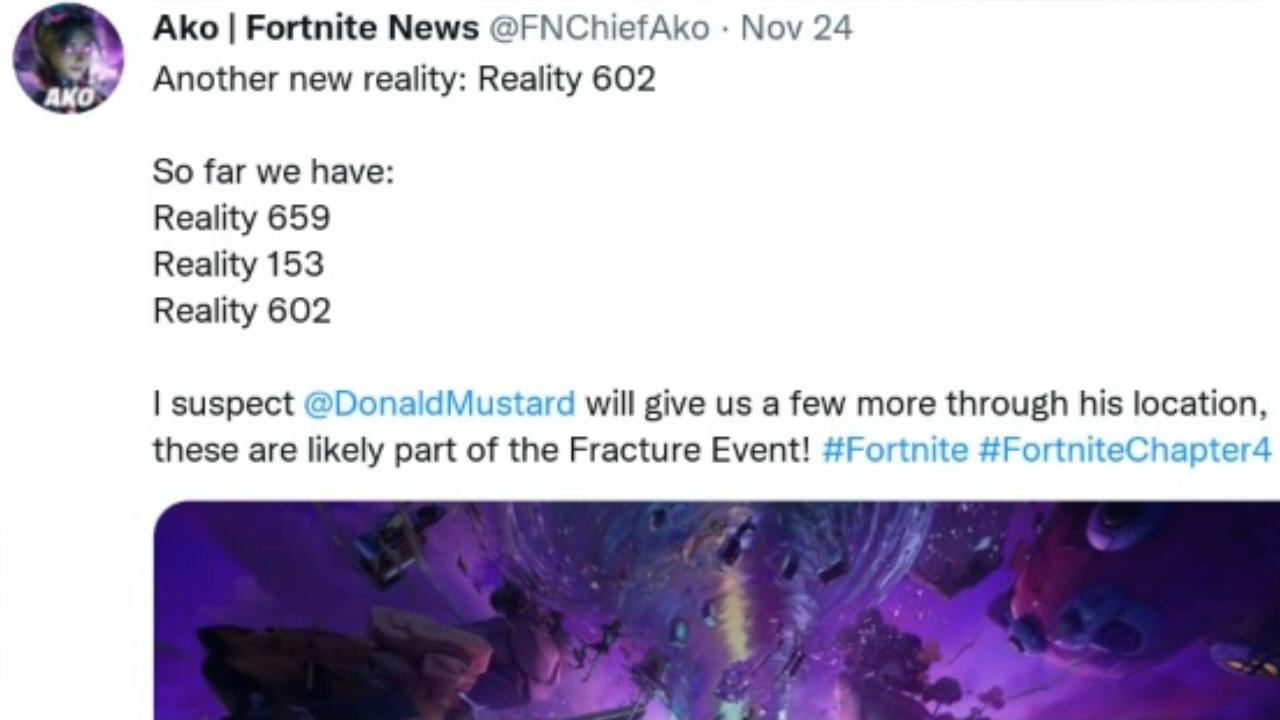 Ako | Fortnite News @FNChiefAko · Nov 24
Another new reality: Reality 602
So far we have:
Reality 659
Reality 153
Reality 602
I suspect @DonaldMustard will give us a few more through his location,
these are likely part of the Fracture Event! #Fortnite #FortniteChapter4
AKO